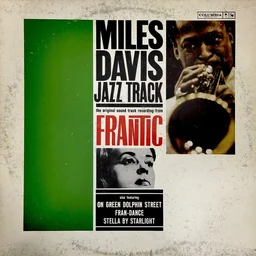 MILES
DAVIS
JAZZ TRACK
COLUMBIA
the original sound track recording from
FRANTIC
also featuring
ON GREEN DOLPHIN STREET
FRAN-DANCE
STELLA BY STARLIGHT